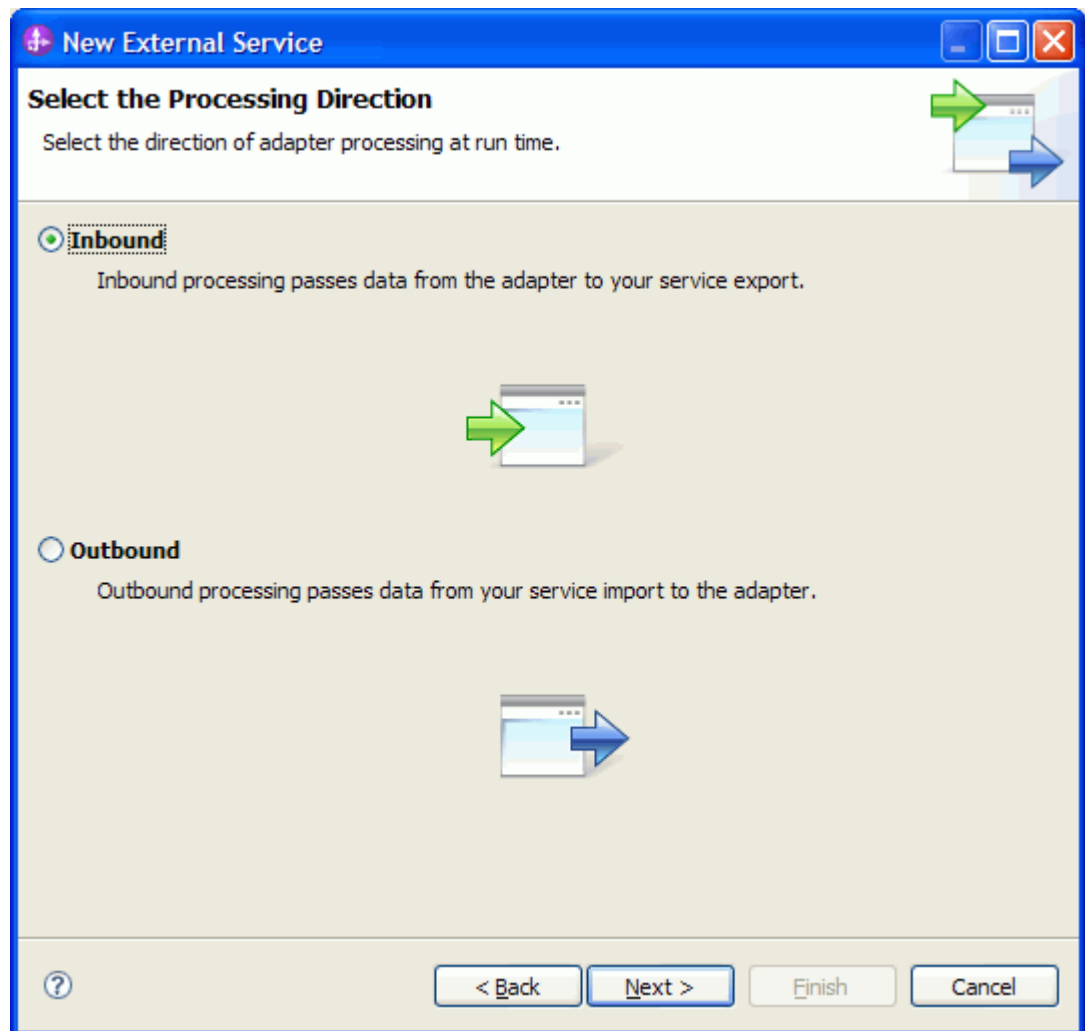 New External Service
Select the Processing Direction
Select the direction of adapter processing at run time.
Inbound
Inbound processing passes data from the adapter to your service export.
Outbound
Outbound processing passes data from your service import to the adapter.
? < Back Next > Finish Cancel